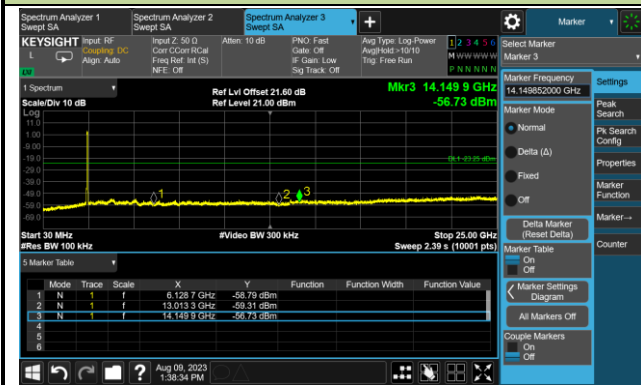 Spectrum Analyzer 1
Swept SA
Spectrum Analyzer 2
Swept SA
Spectrum Analyzer 3
Swept SA
Marker
KEYSIGHT
L
Input: RF
Coupling: DC
Align: Auto
Input Z: 50 Ω
Corr CCorr RCal
Freq Ref: Int (S)
NFE: Off
Atten: 10 dB
PNO: Fast
Gate: Off
IF Gain: Low
Sig Track: Off
Avg Type: Log-Power
Avg|Hold:>10/10
Trig: Free Run
1 2 3 4 5 6
M W W W W W
P N N N N N
Select Marker
Marker 3
1 Spectrum
Scale/Div 10 dB
Ref Lvl Offset 21.60 dB
Ref Level 21.00 dBm
Mkr3 14.149 9 GHz
-56.73 dBm
Log
11.0
1.00
-9.00
-19.0
-29.0
-39.0
-49.0
-59.0
-69.0
DL1 -23.25 dBm
1
2
3
Start 30 MHz
#Res BW 100 kHz
#Video BW 300 kHz
Stop 25.00 GHz
Sweep 2.39 s (10001 pts)
5 Marker Table
Mode Trace Scale X Y Function Function Width Function Value
1 N 1 f 6.128 7 GHz -58.79 dBm
2 N 1 f 13.013 3 GHz -59.31 dBm
3 N 1 f 14.149 9 GHz -56.73 dBm
4
5
6
Marker Frequency
14.149852000 GHz
Marker Mode
Normal
Delta (Δ)
Fixed
Off
Delta Marker
(Reset Delta)
Marker Table
On
Off
Marker Settings
Diagram
All Markers Off
Couple Markers
On
Off
Settings
Peak
Search
Pk Search
Config
Properties
Marker
Function
Marker→
Counter
?
Aug 09, 2023
1:38:34 PM